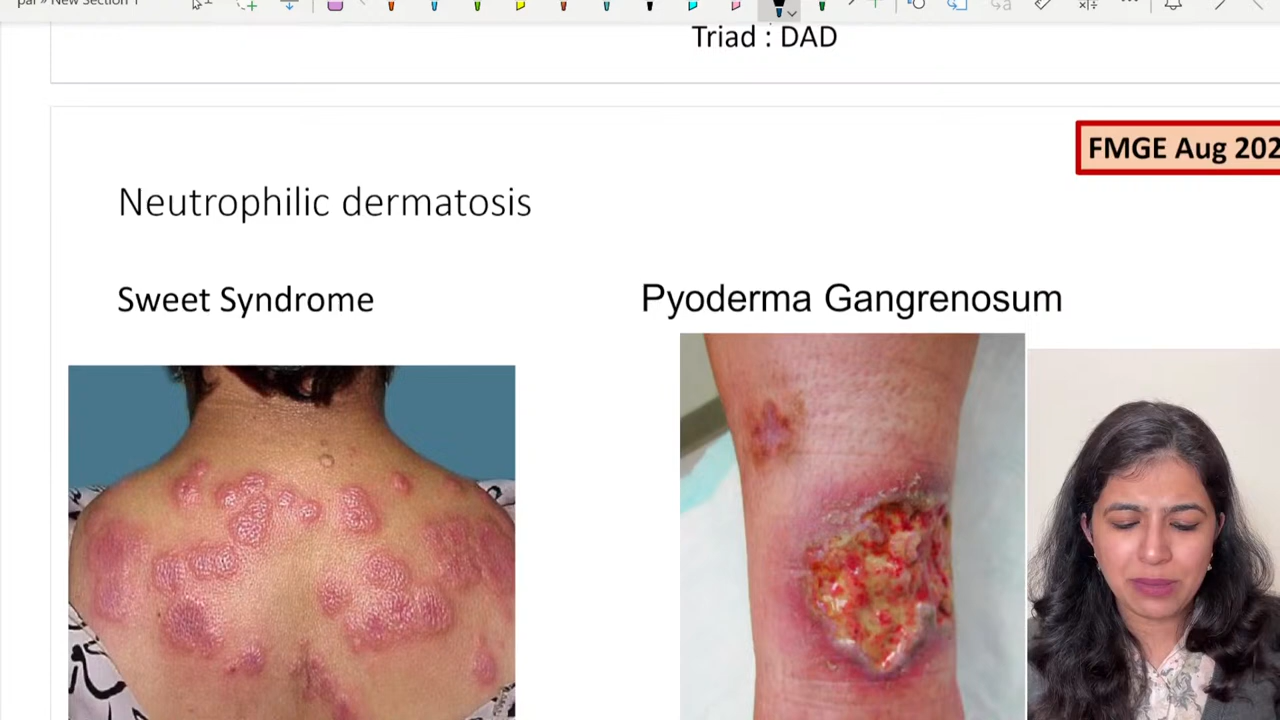 Triad : DAD
FMGE Aug 202
Neutrophilic dermatosis
Sweet Syndrome
Pyoderma Gangrenosum